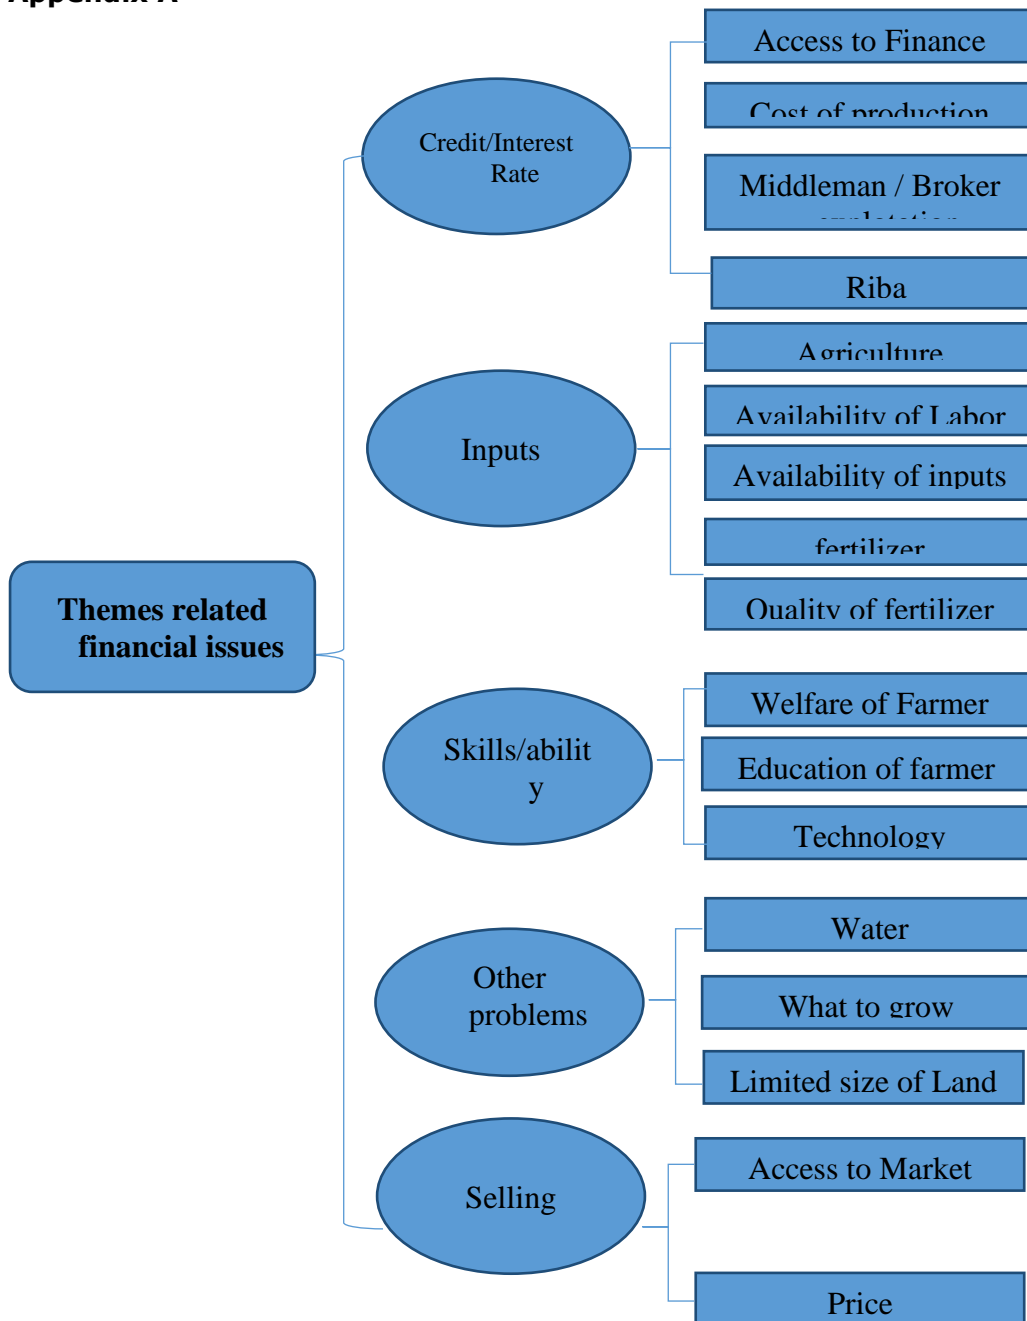 Appendix A
Access to Finance
Cost of production
Credit/Interest
Rate
Middleman / Broker
Riba
Agriculture
Availability of Labor
Inputs
Availability of inputs
fertilizer
Quality of fertilizer
Themes related
financial issues
Welfare of Farmer
Skills/abilit
y
Education of farmer
Technology
Water
Other
problems
What to grow
Limited size of Land
Access to Market
Selling
Price